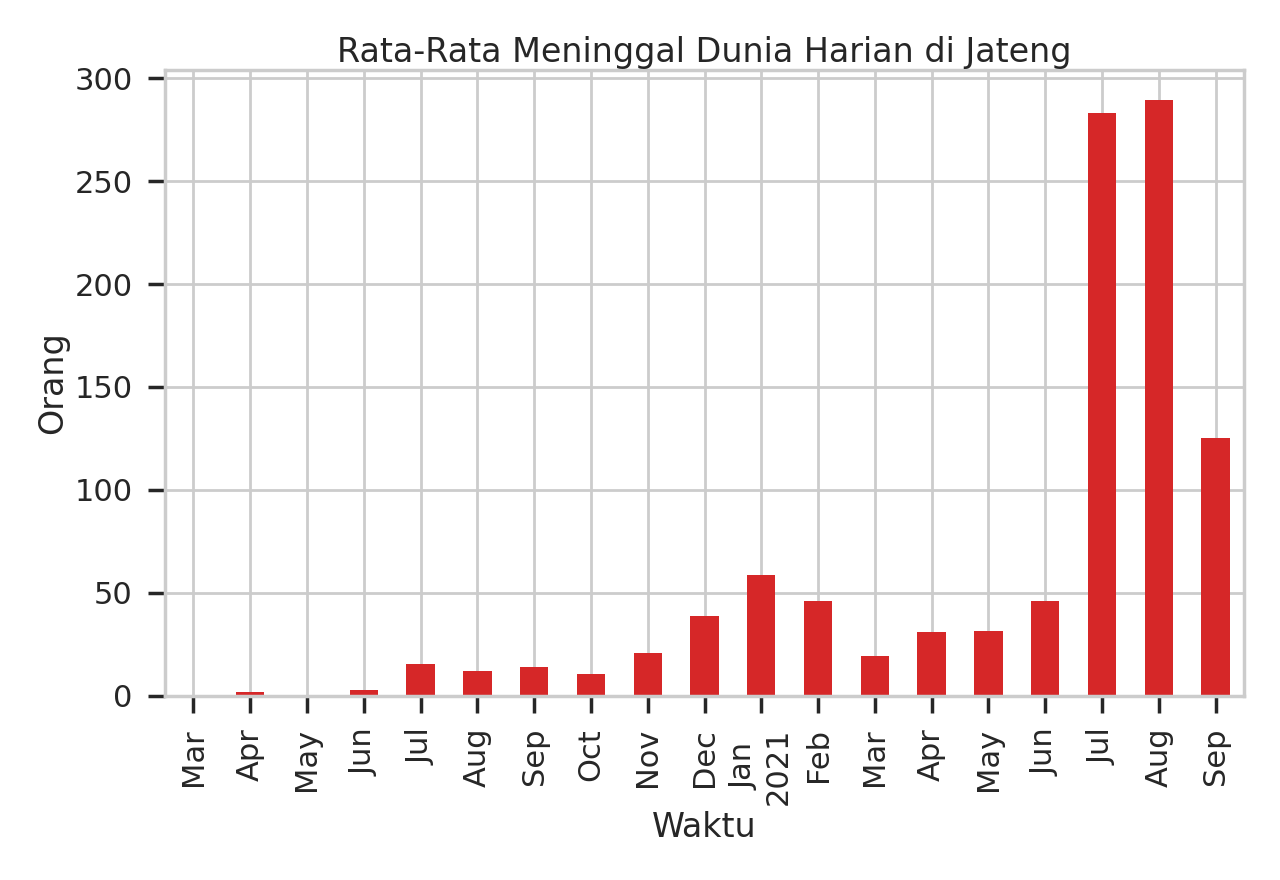 Rata-Rata Meninggal Dunia Harian di Jateng
300
250
200
150
100
50
0
Orang
Mar
Apr
May
Jun
Jul
Aug
Sep
Oct
Nov
Dec
Jan
2021
Feb
Mar
Apr
May
Jun
Jul
Aug
Sep
Waktu